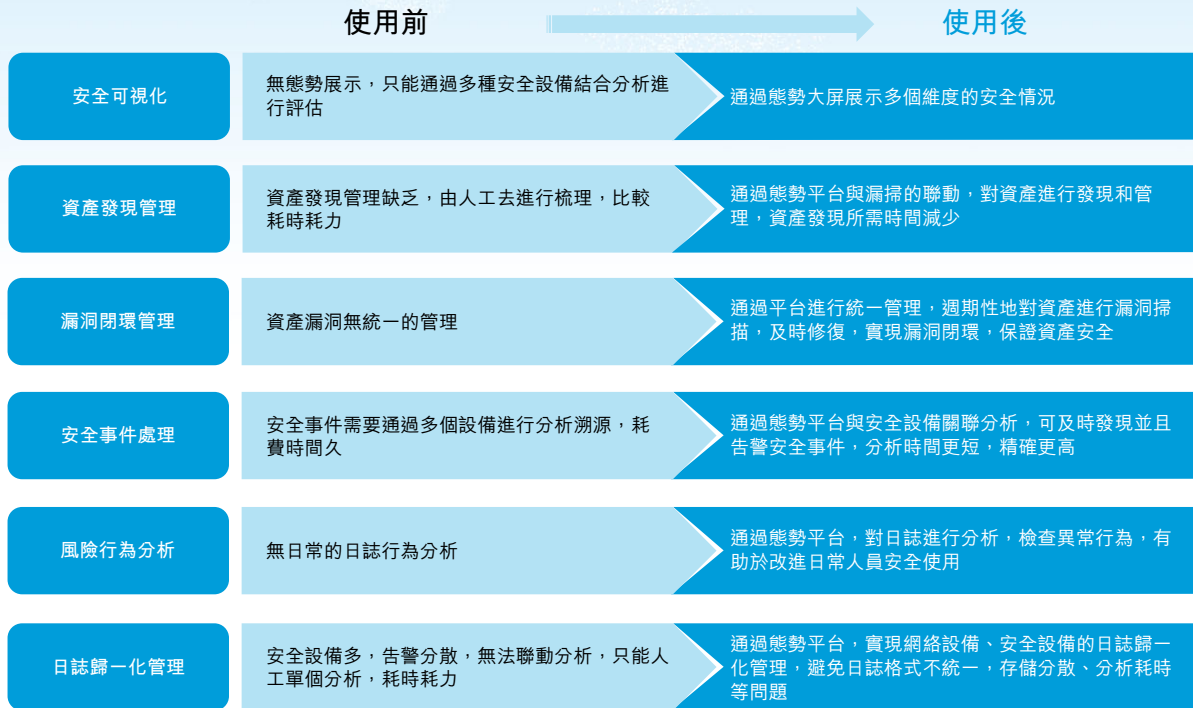 使用前
使用後
安全可視化
無態勢展示，只能通過多種安全設備結合分析進
行評估
通過態勢大屏展示多個維度的安全情況
資產發現管理
資產發現管理缺乏，由人工去進行梳理，比較
耗時耗力
通過態勢平台與漏掃的聯動，對資產進行發現和管
理，資產發現所需時間減少
漏洞閉環管理
資產漏洞無統一的管理
通過平台進行統一管理，週期性地對資產進行漏洞掃
描，及時修復，實現漏洞閉環，保證資產安全
安全事件處理
安全事件需要通過多個設備進行分析溯源，耗
費時間久
通過態勢平台與安全設備關聯分析，可及時發現並且
告警安全事件，分析時間更短，精確更高
風險行為分析
無日常的日誌行為分析
通過態勢平台，對日誌進行分析，檢查異常行為，有
助於改進日常人員安全使用
日誌歸一化管理
安全設備多，告警分散，無法聯動分析，只能人
工單個分析，耗時耗力
通過態勢平台，實現網絡設備、安全設備的日誌歸一
化管理，避免日誌格式不統一，存儲分散、分析耗時
等問題